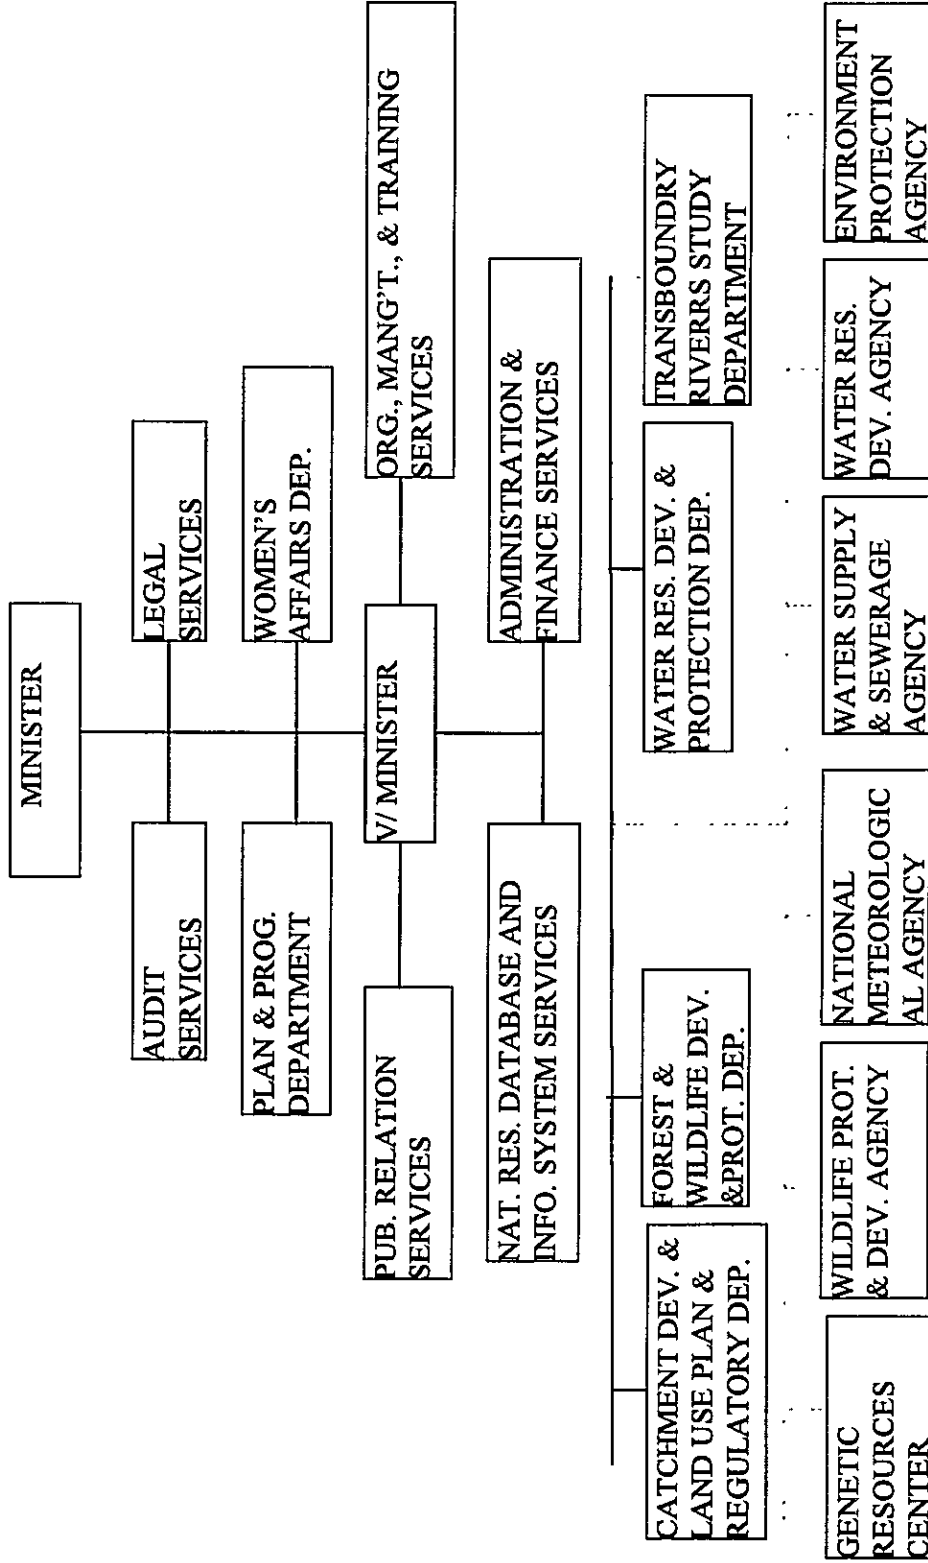 MINISTER
AUDIT
SERVICES
LEGAL
SERVICES
PLAN & PROG.
DEPARTMENT
WOMEN'S
AFFAIRS DEP.
PUB. RELATION
SERVICES
V/ MINISTER
ORG., MANG'T., & TRAINING
SERVICES
NAT. RES. DATABASE AND
INFO. SYSTEM SERVICES
ADMINISTRATION &
FINANCE SERVICES
CATCHMENT DEV. &
LAND USE PLAN &
REGULATORY DEP.
FOREST &
WILDLIFE DEV.
&PROT. DEP.
WATER RES. DEV. &
PROTECTION DEP.
TRANSBOUNDRY
RIVERRS STUDY
DEPARTMENT
GENETIC
RESOURCES
CENTER
WILDLIFE PROT.
& DEV. AGENCY
NATIONAL
METEOROLOGIC
AL AGENCY
WATER SUPPLY
& SEWERAGE
AGENCY
WATER RES.
DEV. AGENCY
ENVIRONMENT
PROTECTION
AGENCY